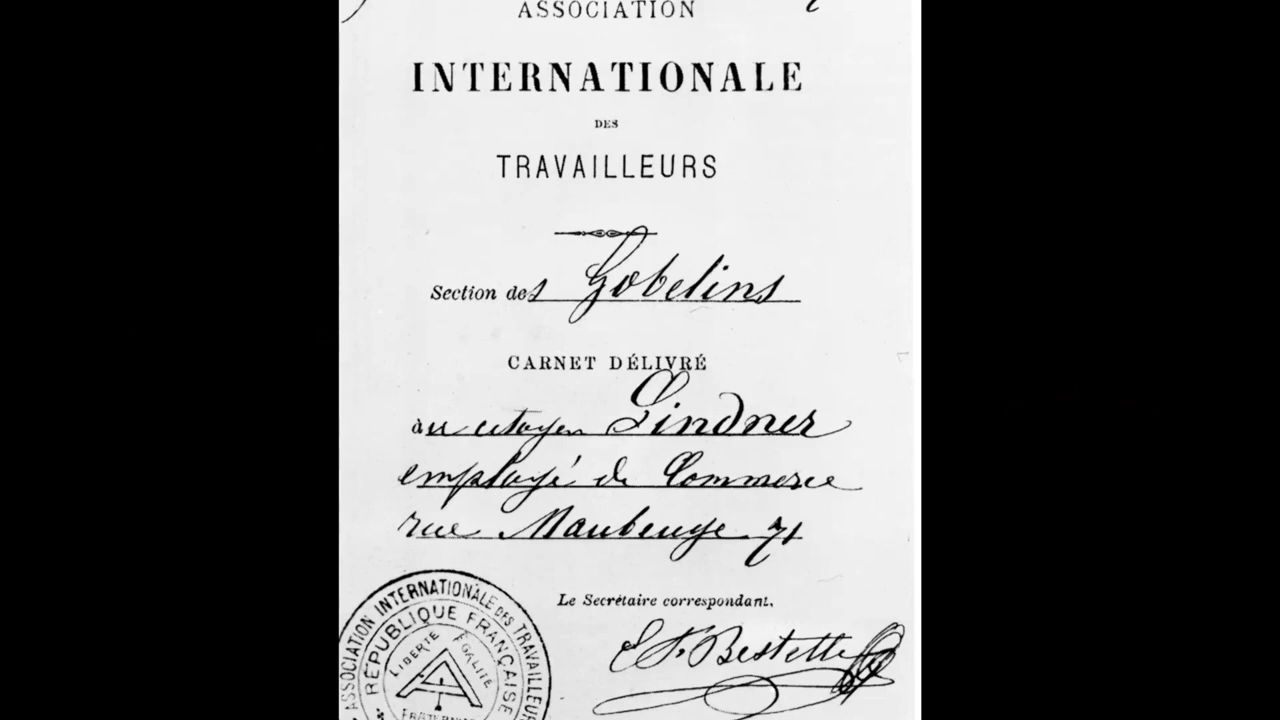 ASSOCIATION
INTERNATIONALE
DES
TRAVAILLEURS
Section des Gobelins
CARNET DÉLIVRÉ
au citoyen Lindner
employé de Commerce
rue Maubeuge 71
Le Secrétaire correspondant,
E. F. Bestetti
ASSOCIATION INTERNATIONALE DES TRAVAILLEURS
RÉPUBLIQUE FRANÇAISE
LIBERTÉ
ÉGALITÉ